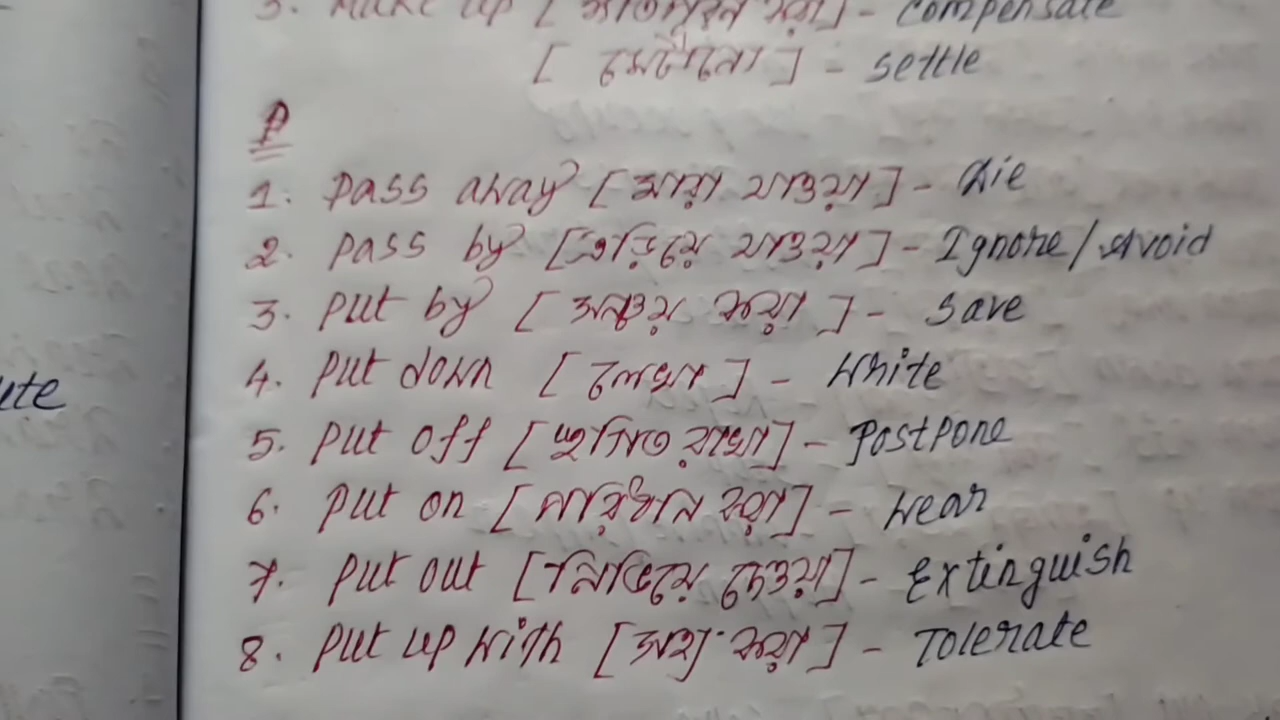 3. Make up [ ক্ষতিপূরণ করা ] - compensate
[ মেটানো ] - settle
P
1. Pass away [মারা যাওয়া] - Die
2. Pass by [এড়িয়ে যাওয়া] - Ignore/Avoid
3. Put by [ সঞ্চয় করা ] - Save
4. Put down [ লেখা ] - Write
5. Put off [স্থগিত রাখা] - Postpone
6. Put on [পরিধান করা] - Wear
ute
7. Put out [নিভিয়ে দেওয়া] - Extinguish
8. Put up with [সহ্য করা] - Tolerate